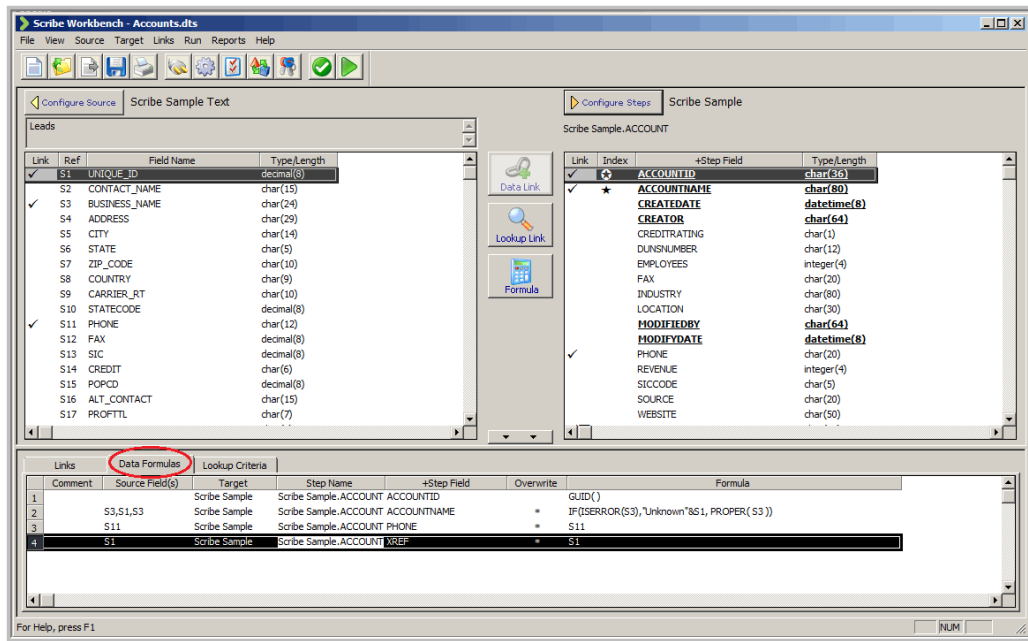 Scribe Workbench - Accounts.dts
File View Source Target Links Run Reports Help
Configure Source Scribe Sample Text Configure Steps Scribe Sample
Leads Scribe Sample.ACCOUNT
Link Ref Field Name Type/Length Link Index +Step Field Type/Length
S1 UNIQUE_ID decimal(8) Data Link ACCOUNTID char(36)
S2 CONTACT_NAME char(15) ACCOUNTNAME char(80)
S3 BUSINESS_NAME char(24) CREATEDATE datetime(8)
S4 ADDRESS char(29) CREATOR char(64)
S5 CITY char(14) Lookup Link CREDITRATING char(1)
S6 STATE char(5) DUNSNUMBER char(12)
S7 ZIP_CODE char(10) EMPLOYEES integer(4)
S8 COUNTRY char(9) Formula FAX char(20)
S9 CARRIER_RT char(10) INDUSTRY char(80)
S10 STATECODE decimal(8) LOCATION char(30)
S11 PHONE char(12) MODIFIEDBY char(64)
S12 FAX decimal(8) MODIFYDATE datetime(8)
S13 SIC decimal(8) PHONE char(20)
S14 CREDIT char(6) REVENUE integer(4)
S15 POPCD decimal(8) SICCODE char(5)
S16 ALT_CONTACT char(15) SOURCE char(20)
S17 PROFTTL char(7) WEBSITE char(50)
Links Data Formulas Lookup Criteria
Comment Source Field(s) Target Step Name +Step Field Overwrite Formula
1 Scribe Sample Scribe Sample.ACCOUNT ACCOUNTID GUID( )
2 S3,S1,S3 Scribe Sample Scribe Sample.ACCOUNT ACCOUNTNAME * IF(ISERROR(S3),"Unknown"&S1, PROPER( S3 ))
3 S11 Scribe Sample Scribe Sample.ACCOUNT PHONE * S11
4 S1 Scribe Sample Scribe Sample.ACCOUNT XREF * S1
For Help, press F1 NUM